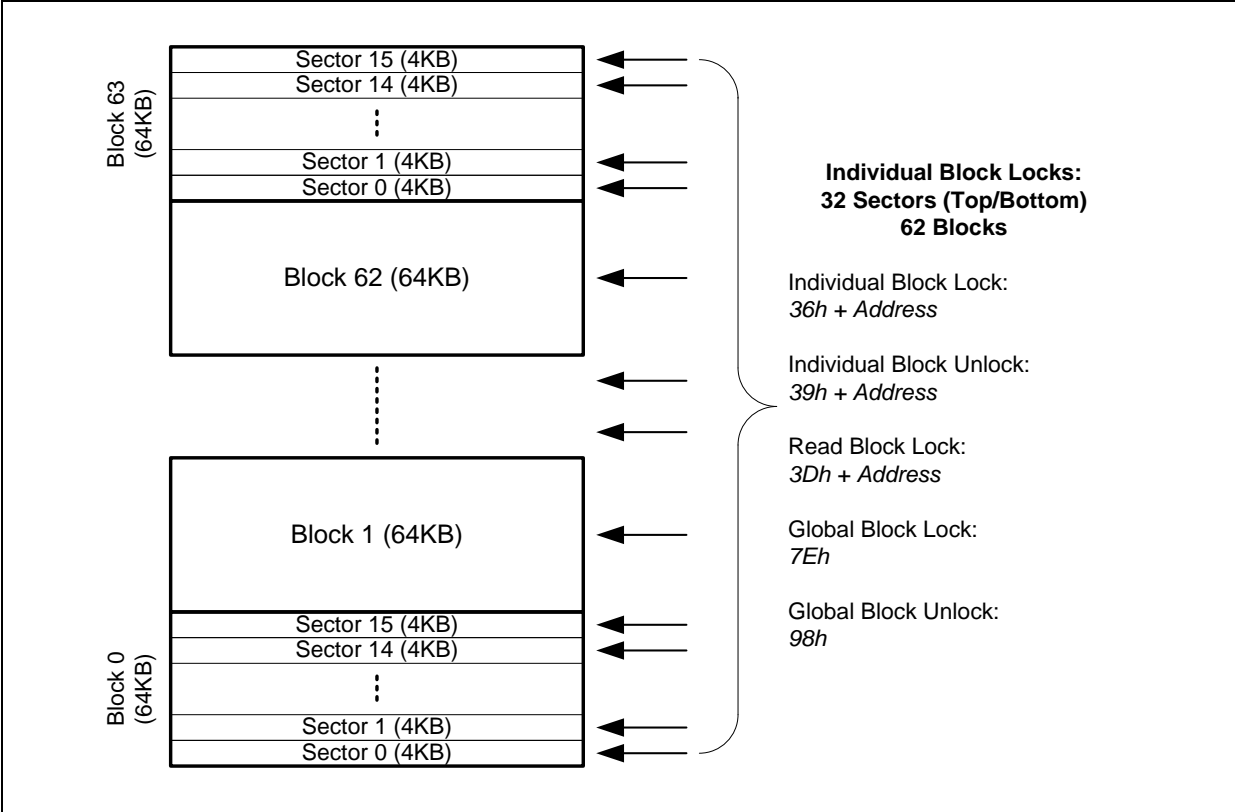 Block 63
(64KB)
Sector 15 (4KB)
Sector 14 (4KB)
Sector 1 (4KB)
Sector 0 (4KB)
Block 62 (64KB)
Block 1 (64KB)
Block 0
(64KB)
Sector 15 (4KB)
Sector 14 (4KB)
Sector 1 (4KB)
Sector 0 (4KB)
Individual Block Locks:
32 Sectors (Top/Bottom)
62 Blocks
Individual Block Lock:
36h + Address
Individual Block Unlock:
39h + Address
Read Block Lock:
3Dh + Address
Global Block Lock:
7Eh
Global Block Unlock:
98h